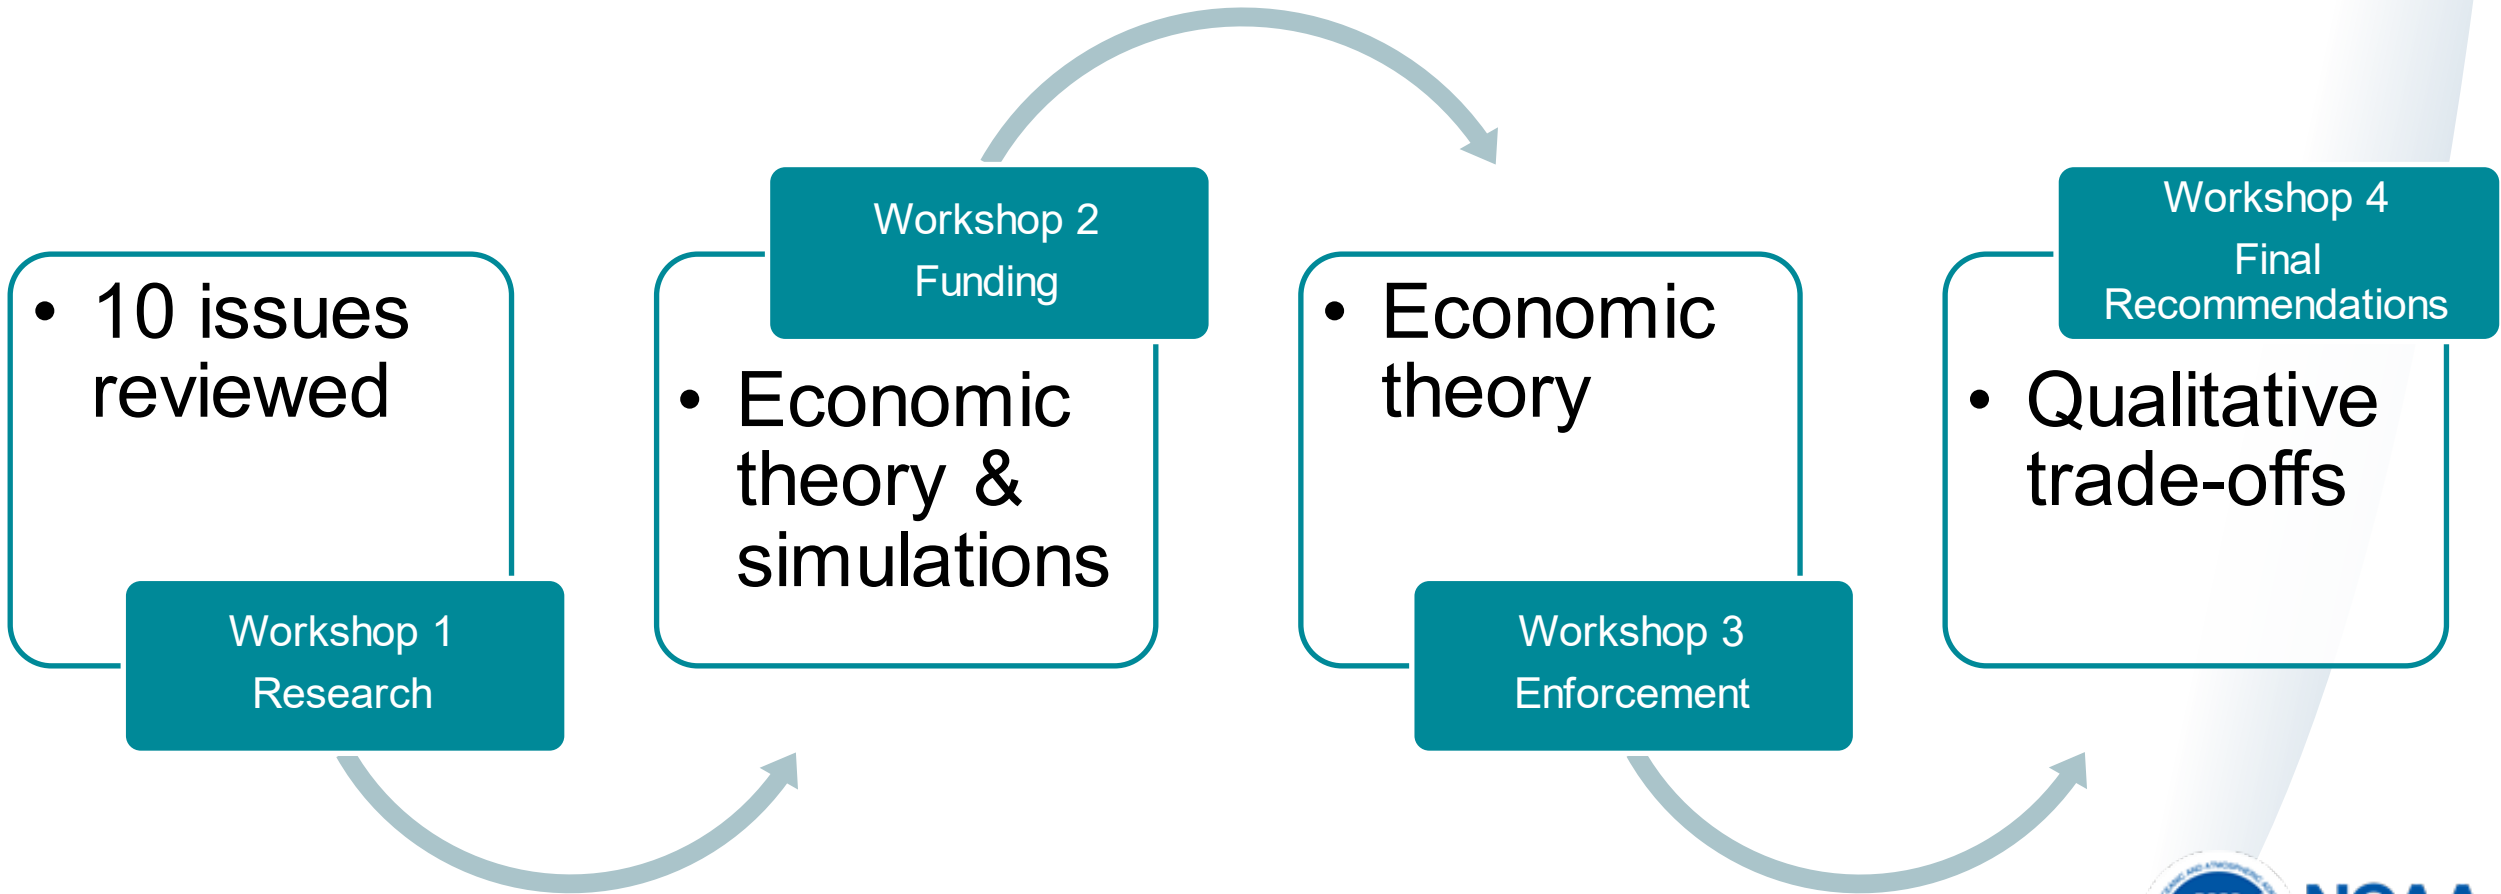 • 10 issues
reviewed
Workshop 1
Research
Workshop 2
Funding
• Economic
theory &
simulations
• Economic
theory
Workshop 3
Enforcement
Workshop 4
Final
Recommendations
• Qualitative
trade-offs
NOAA